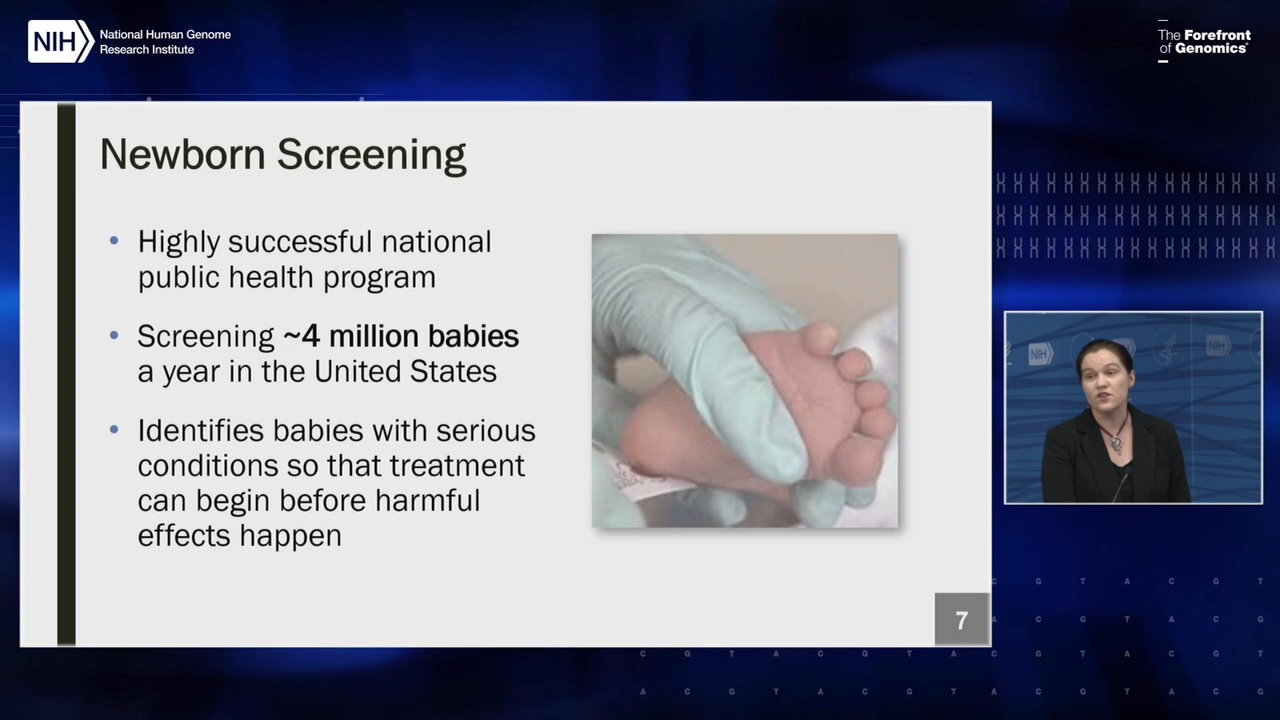 NIH
National Human Genome
Research Institute
The Forefront
of Genomics®
Newborn Screening
• Highly successful national
public health program
• Screening ~4 million babies
a year in the United States
• Identifies babies with serious
conditions so that treatment
can begin before harmful
effects happen
7
NIH
NIH
C G T A C G T
A C G T A C G
C G T A C G T A C G T A C G T
A C G T A C G T A C G T A C G